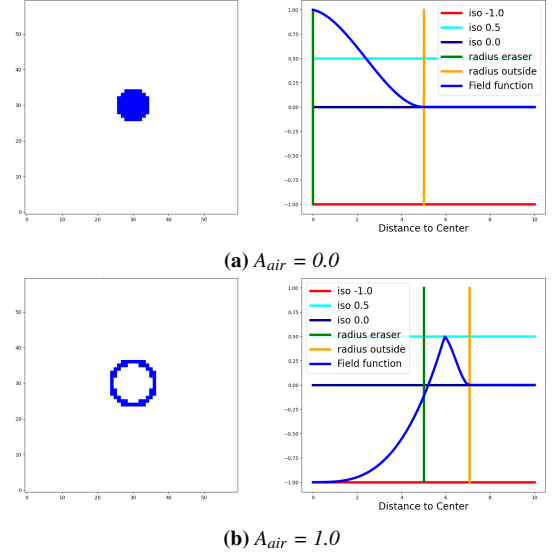 60
50
40
30
20
10
0
0 10 20 30 40 50
1.00
0.75
0.50
0.25
0.00
−0.25
−0.50
−0.75
−1.00
iso -1.0
iso 0.5
iso 0.0
radius eraser
radius outside
Field function
0 2 4 6 8 10
Distance to Center
(a) A_air = 0.0
50
40
30
20
10
0
0 10 20 30 40 50
1.00
0.75
0.50
0.25
0.00
−0.25
−0.50
−0.75
−1.00
iso -1.0
iso 0.5
iso 0.0
radius eraser
radius outside
Field function
0 2 4 6 8 10
Distance to Center
(b) A_air = 1.0